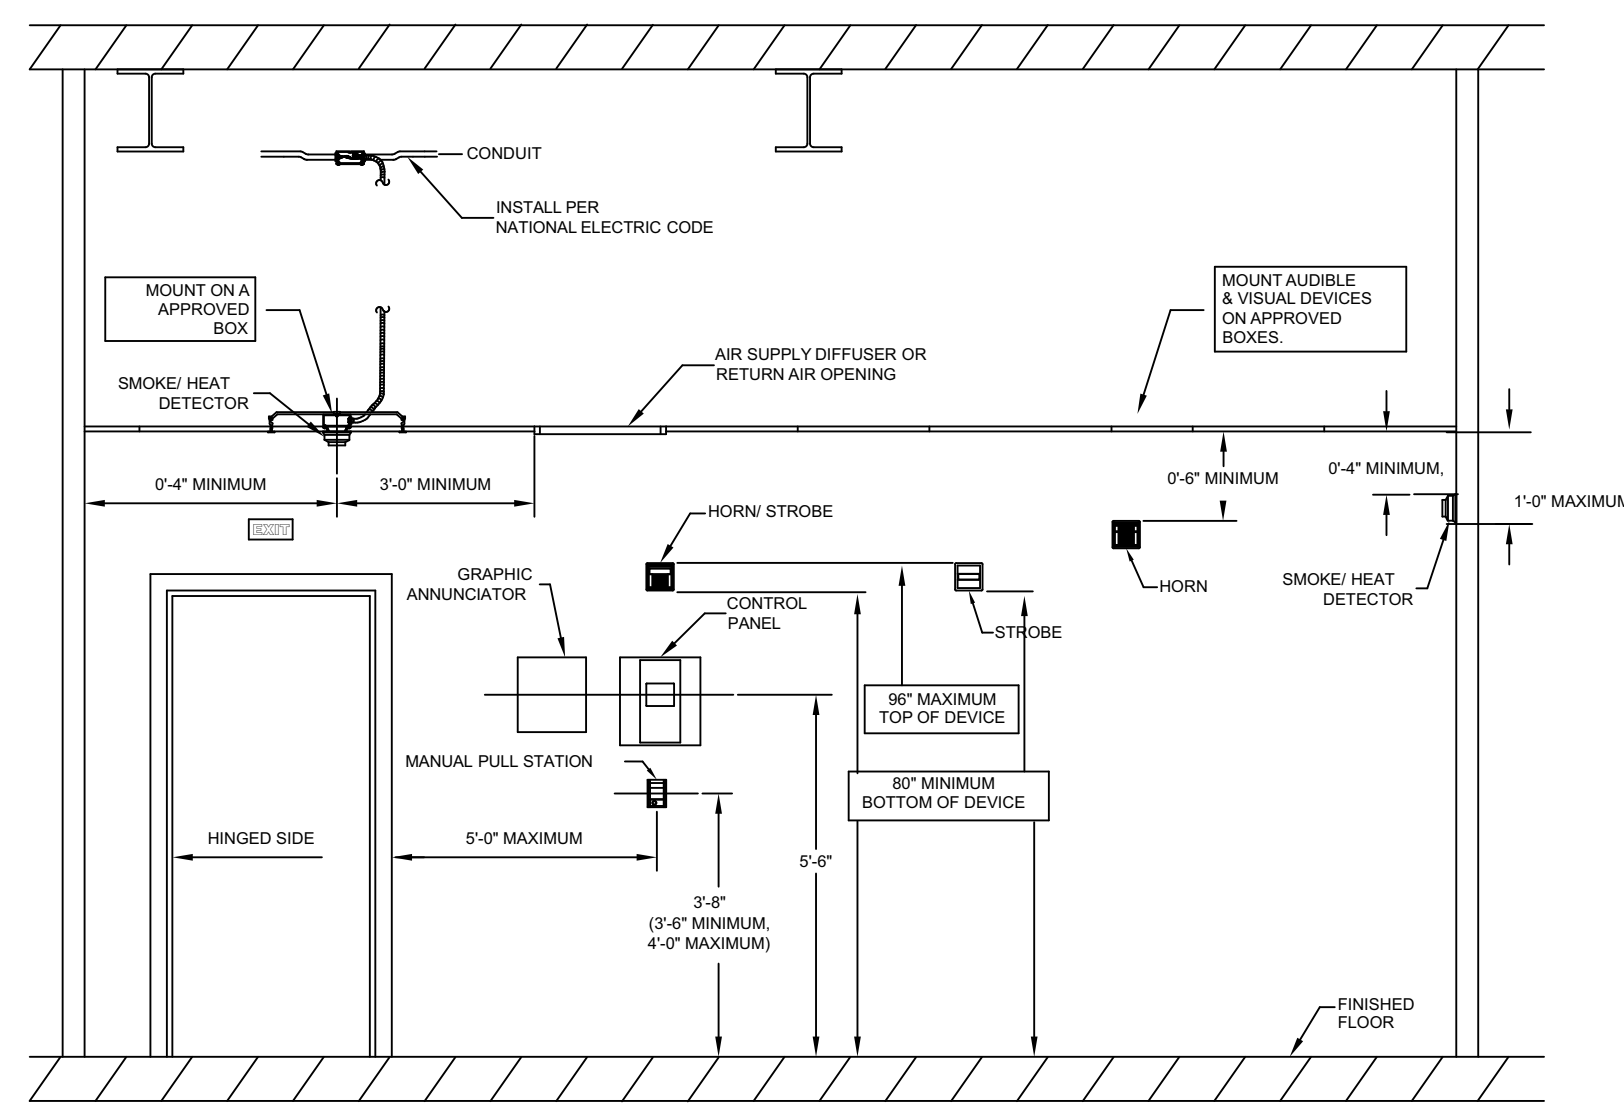 CONDUIT
INSTALL PER
NATIONAL ELECTRIC CODE
MOUNT ON A
APPROVED
BOX
MOUNT AUDIBLE
& VISUAL DEVICES
ON APPROVED
BOXES.
AIR SUPPLY DIFFUSER OR
RETURN AIR OPENING
SMOKE/ HEAT
DETECTOR
0'-4" MINIMUM
3'-0" MINIMUM
0'-6" MINIMUM
0'-4" MINIMUM,
1'-0" MAXIMUM
EXIT
HORN/ STROBE
GRAPHIC
ANNUNCIATOR
CONTROL
PANEL
STROBE
HORN
SMOKE/ HEAT
DETECTOR
96" MAXIMUM
TOP OF DEVICE
MANUAL PULL STATION
80" MINIMUM
BOTTOM OF DEVICE
HINGED SIDE
5'-0" MAXIMUM
5'-6"
3'-8"
(3'-6" MINIMUM,
4'-0" MAXIMUM)
FINISHED
FLOOR